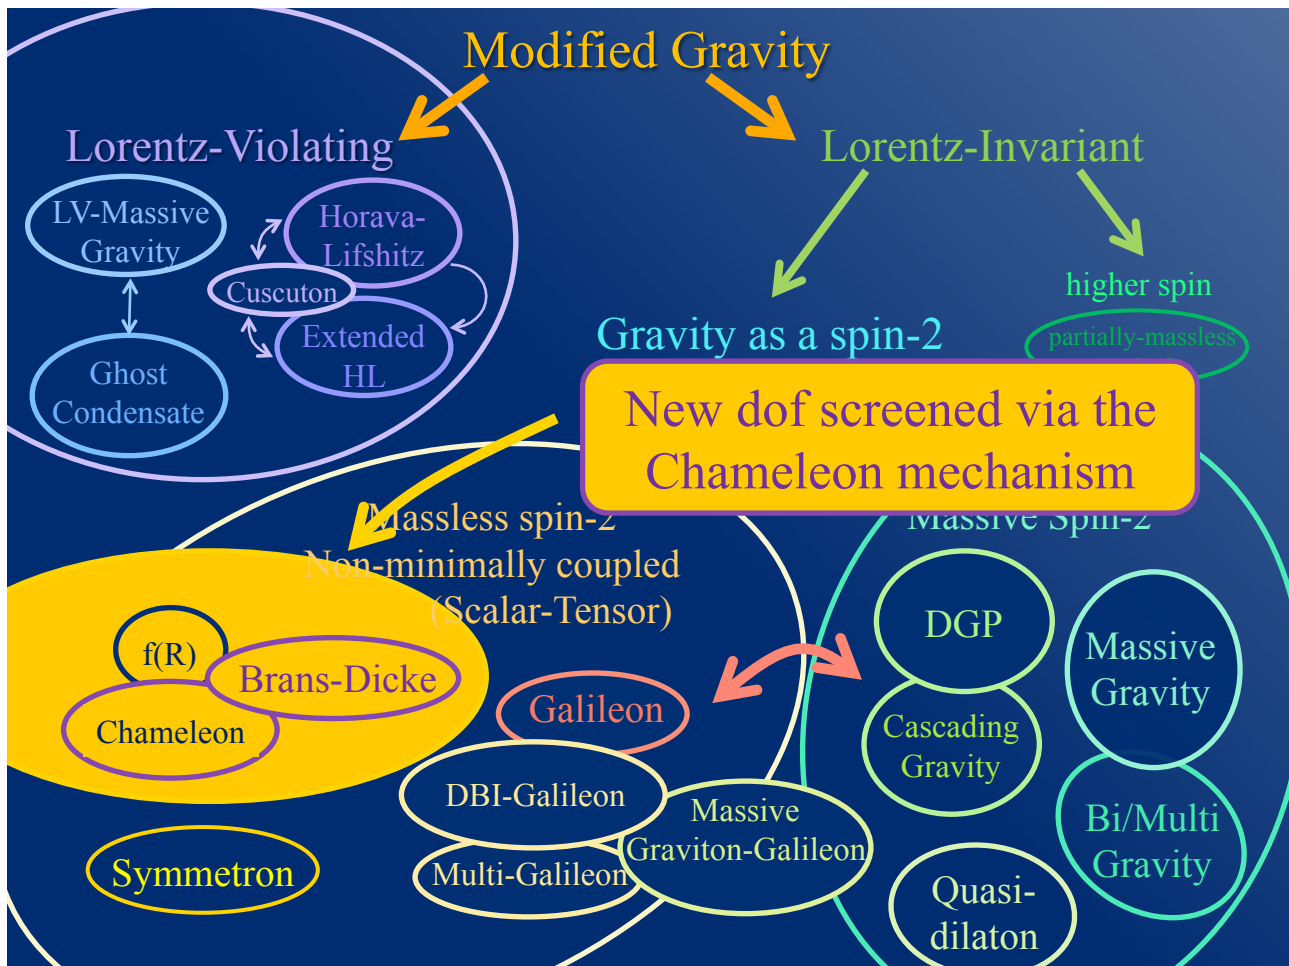 Modified Gravity
Lorentz-Violating
Lorentz-Invariant
LV-Massive
Gravity
Horava-
Lifshitz
Cuscuton
Extended
HL
Ghost
Condensate
higher spin
partially-massless
Gravity as a spin-2
New dof screened via the
Chameleon mechanism
Massless spin-2
Non-minimally coupled
(Scalar-Tensor)
Massive Spin-2
f(R)
Brans-Dicke
Chameleon
Symmetron
Galileon
DBI-Galileon
Multi-Galileon
Massive
Graviton-Galileon
DGP
Cascading
Gravity
Massive
Gravity
Bi/Multi
Gravity
Quasi-
dilaton